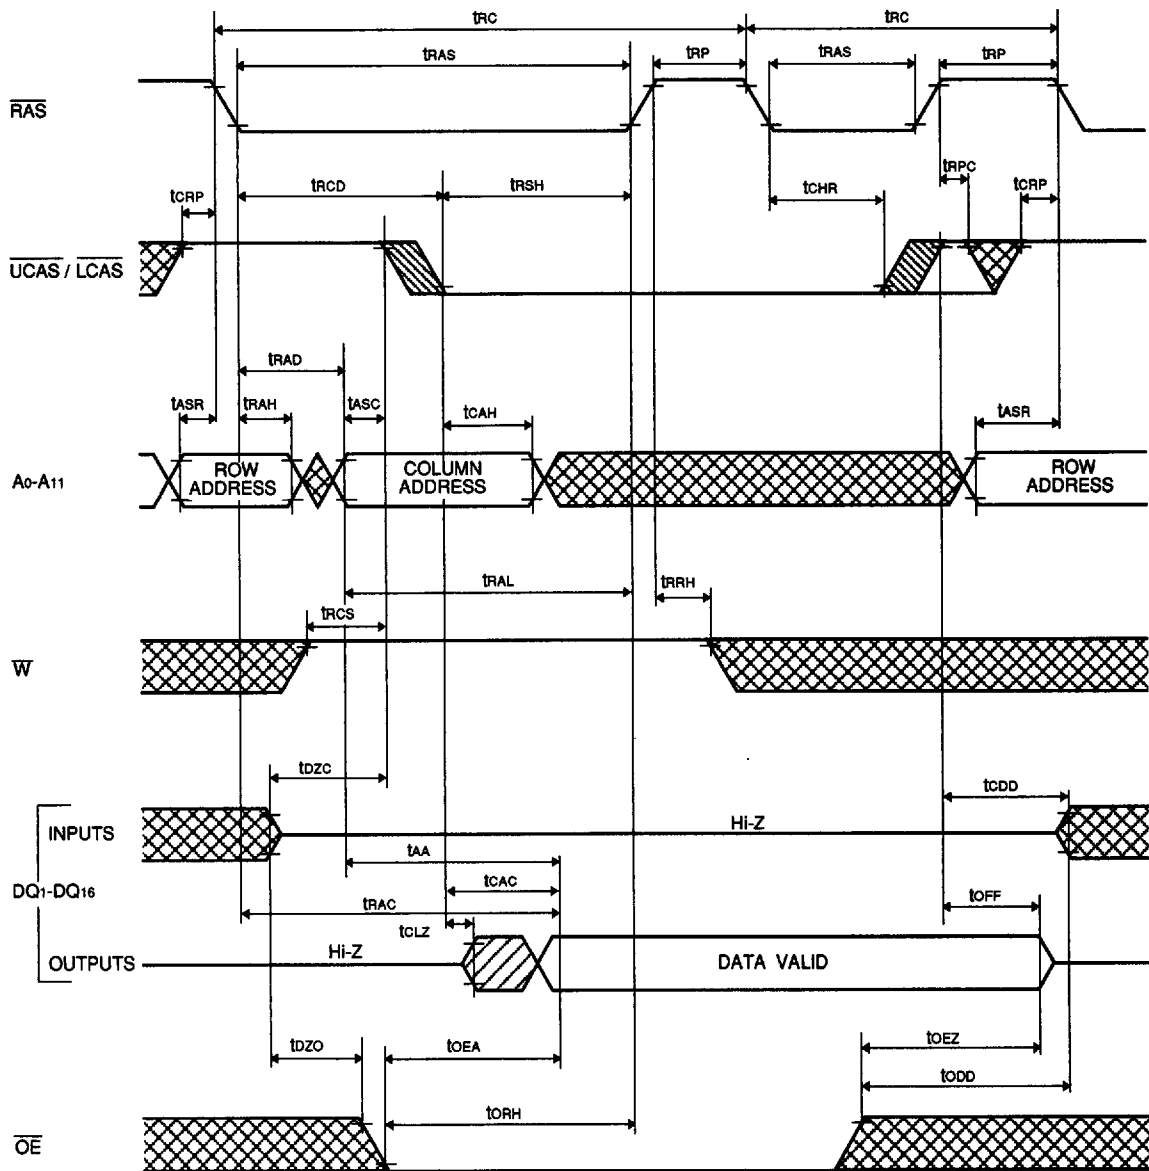 tRC tRC
tRAS tRP tRAS tRP
RAS
tCRP tRCD tRSH tCHR tRPC tCRP
UCAS / LCAS
tRAD
tASR tRAH tASC tCAH tASR
A0-A11 ROW ADDRESS COLUMN ADDRESS ROW ADDRESS
tRAL tRRH
tRCS
W
tDZC tCDD
INPUTS Hi-Z
tAA
DQ1-DQ16 tCAC
tRAC tOFF
tCLZ
OUTPUTS Hi-Z DATA VALID
tDZO tOEA tOEZ
tODD
tORH
OE